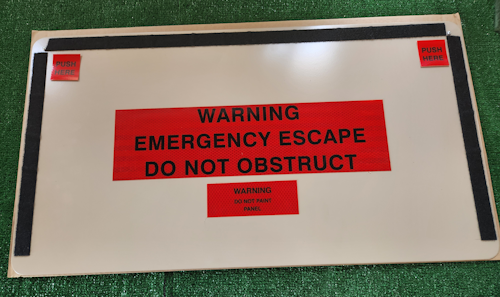 PUSH
HERE
PUSH
HERE
WARNING
EMERGENCY ESCAPE
DO NOT OBSTRUCT
WARNING
DO NOT PAINT
PANEL